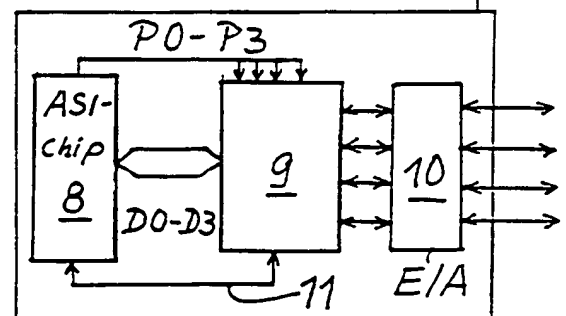 P0-P3
ASI-
chip
8
D0-D3
9
10
E/A
11